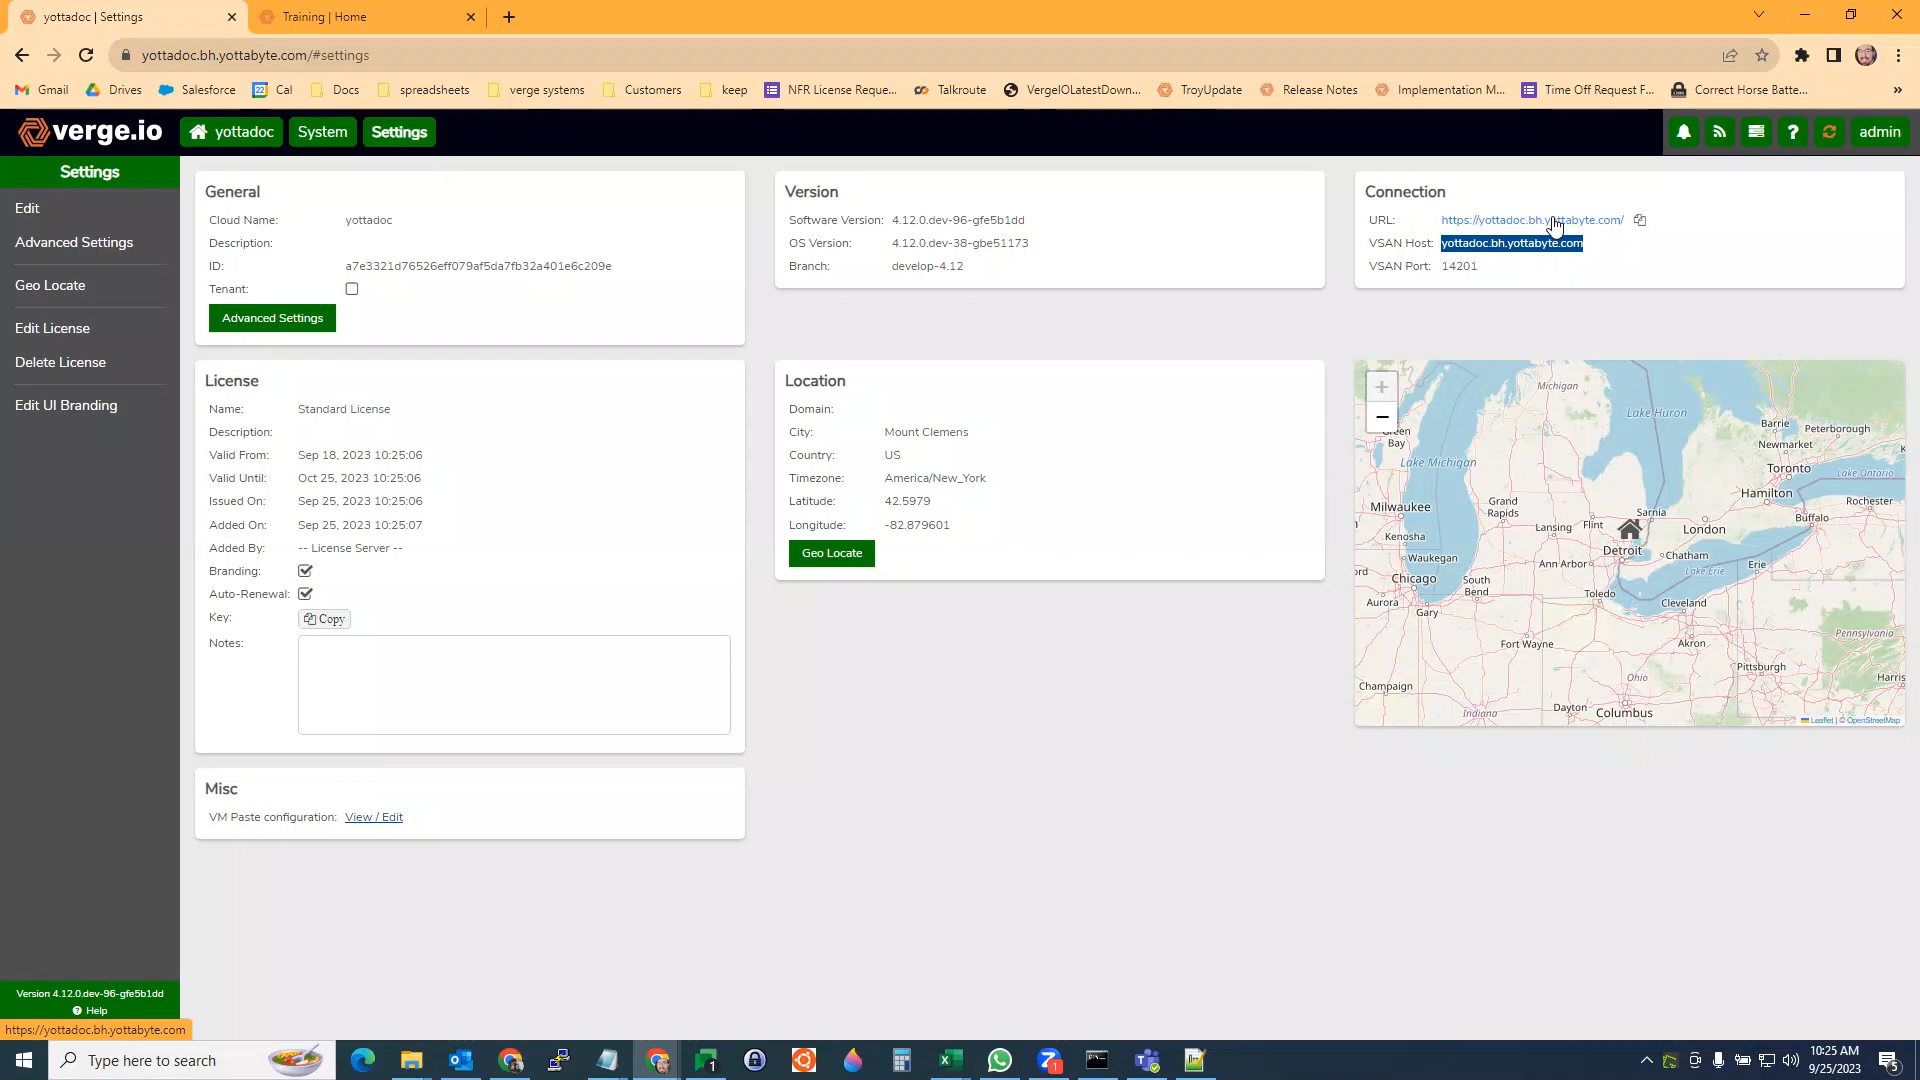 yottadoc | Settings
Training | Home
yottadoc.bh.yottabyte.com/#settings
Gmail
Drives
Salesforce
22
Cal
Docs
spreadsheets
verge systems
Customers
keep
NFR License Reque...
Talkroute
VergeIOLatestDown...
TroyUpdate
Release Notes
Implementation M...
Time Off Request F...
Correct Horse Batte...
»
verge.io
yottadoc
System
Settings
?
admin
Settings
Edit
Advanced Settings
Geo Locate
Edit License
Delete License
Edit UI Branding
General
Cloud Name: yottadoc
Description:
ID: a7e3321d76526eff079af5da7fb32a401e6c209e
Tenant:
Advanced Settings
Version
Software Version: 4.12.0.dev-96-gfe5b1dd
OS Version: 4.12.0.dev-38-gbe51173
Branch: develop-4.12
Connection
URL: https://yottadoc.bh.yottabyte.com/
VSAN Host: yottadoc.bh.yottabyte.com
VSAN Port: 14201
License
Name: Standard License
Description:
Valid From: Sep 18, 2023 10:25:06
Valid Until: Oct 25, 2023 10:25:06
Issued On: Sep 25, 2023 10:25:06
Added On: Sep 25, 2023 10:25:07
Added By: -- License Server --
Branding:
Auto-Renewal:
Key: Copy
Notes:
Location
Domain:
City: Mount Clemens
Country: US
Timezone: America/New_York
Latitude: 42.5979
Longitude: -82.879601
Geo Locate
+
−
Michigan
Lake Huron
Barrie
Peterborough
Green
Bay
Newmarket
Lake Michigan
Toronto
Lake Ontario
Hamilton
Milwaukee
Grand
Rapids
Sarnia
Rochester
Lansing
Flint
London
Buffalo
Kenosha
Detroit
Waukegan
Chatham
Ann Arbor
Lake Erie
Erie
Chicago
South
Bend
Toledo
Aurora
Gary
Cleveland
Pennsylvania
Fort Wayne
Akron
Pittsburgh
Ohio
Harris
Champaign
Indiana
Dayton
Columbus
Leaflet | © OpenStreetMap
Misc
VM Paste configuration: View / Edit
Version 4.12.0.dev-96-gfe5b1dd
Help
https://yottadoc.bh.yottabyte.com
Type here to search
1
1
10:25 AM
9/25/2023
5